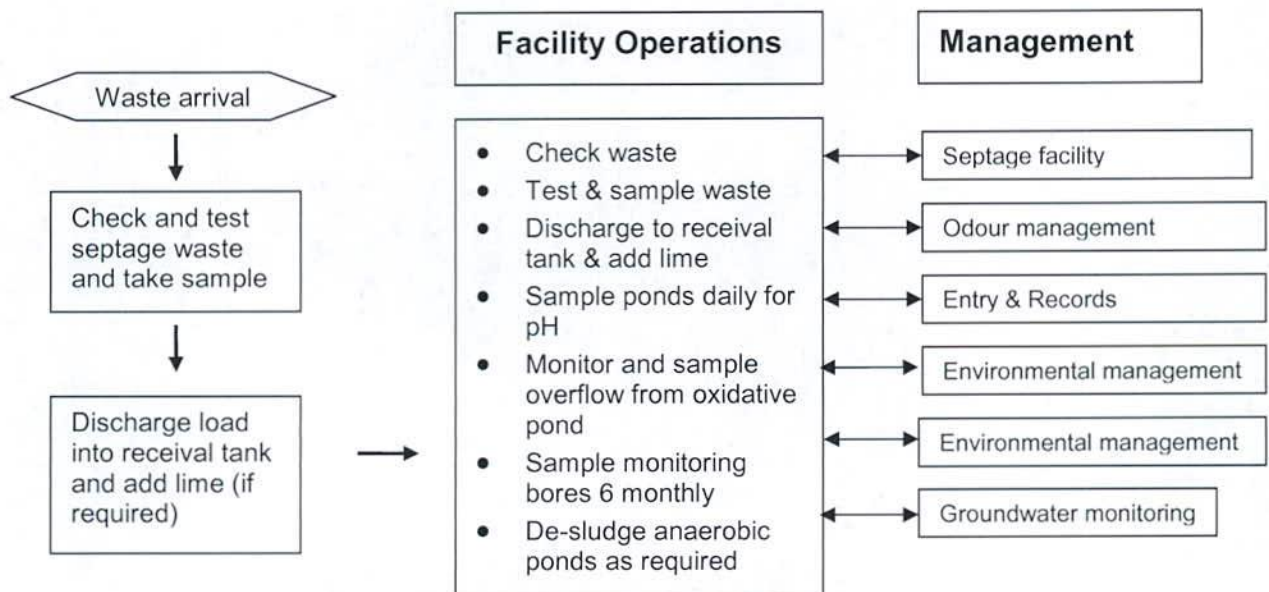 Facility Operations
Management
Waste arrival
Check and test
septage waste
and take sample
Discharge load
into receival tank
and add lime (if
required)
• Check waste
• Test & sample waste
• Discharge to receival
tank & add lime
• Sample ponds daily for
pH
• Monitor and sample
overflow from oxidative
pond
• Sample monitoring
bores 6 monthly
• De-sludge anaerobic
ponds as required
Septage facility
Odour management
Entry & Records
Environmental management
Environmental management
Groundwater monitoring